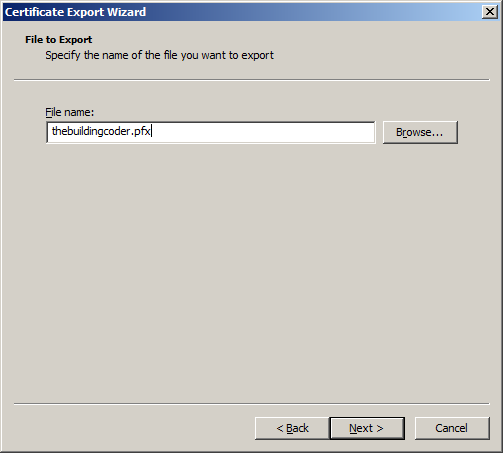 Certificate Export Wizard
File to Export
Specify the name of the file you want to export
File name:
thebuildingcoder.pfx
Browse...
< Back
Next >
Cancel